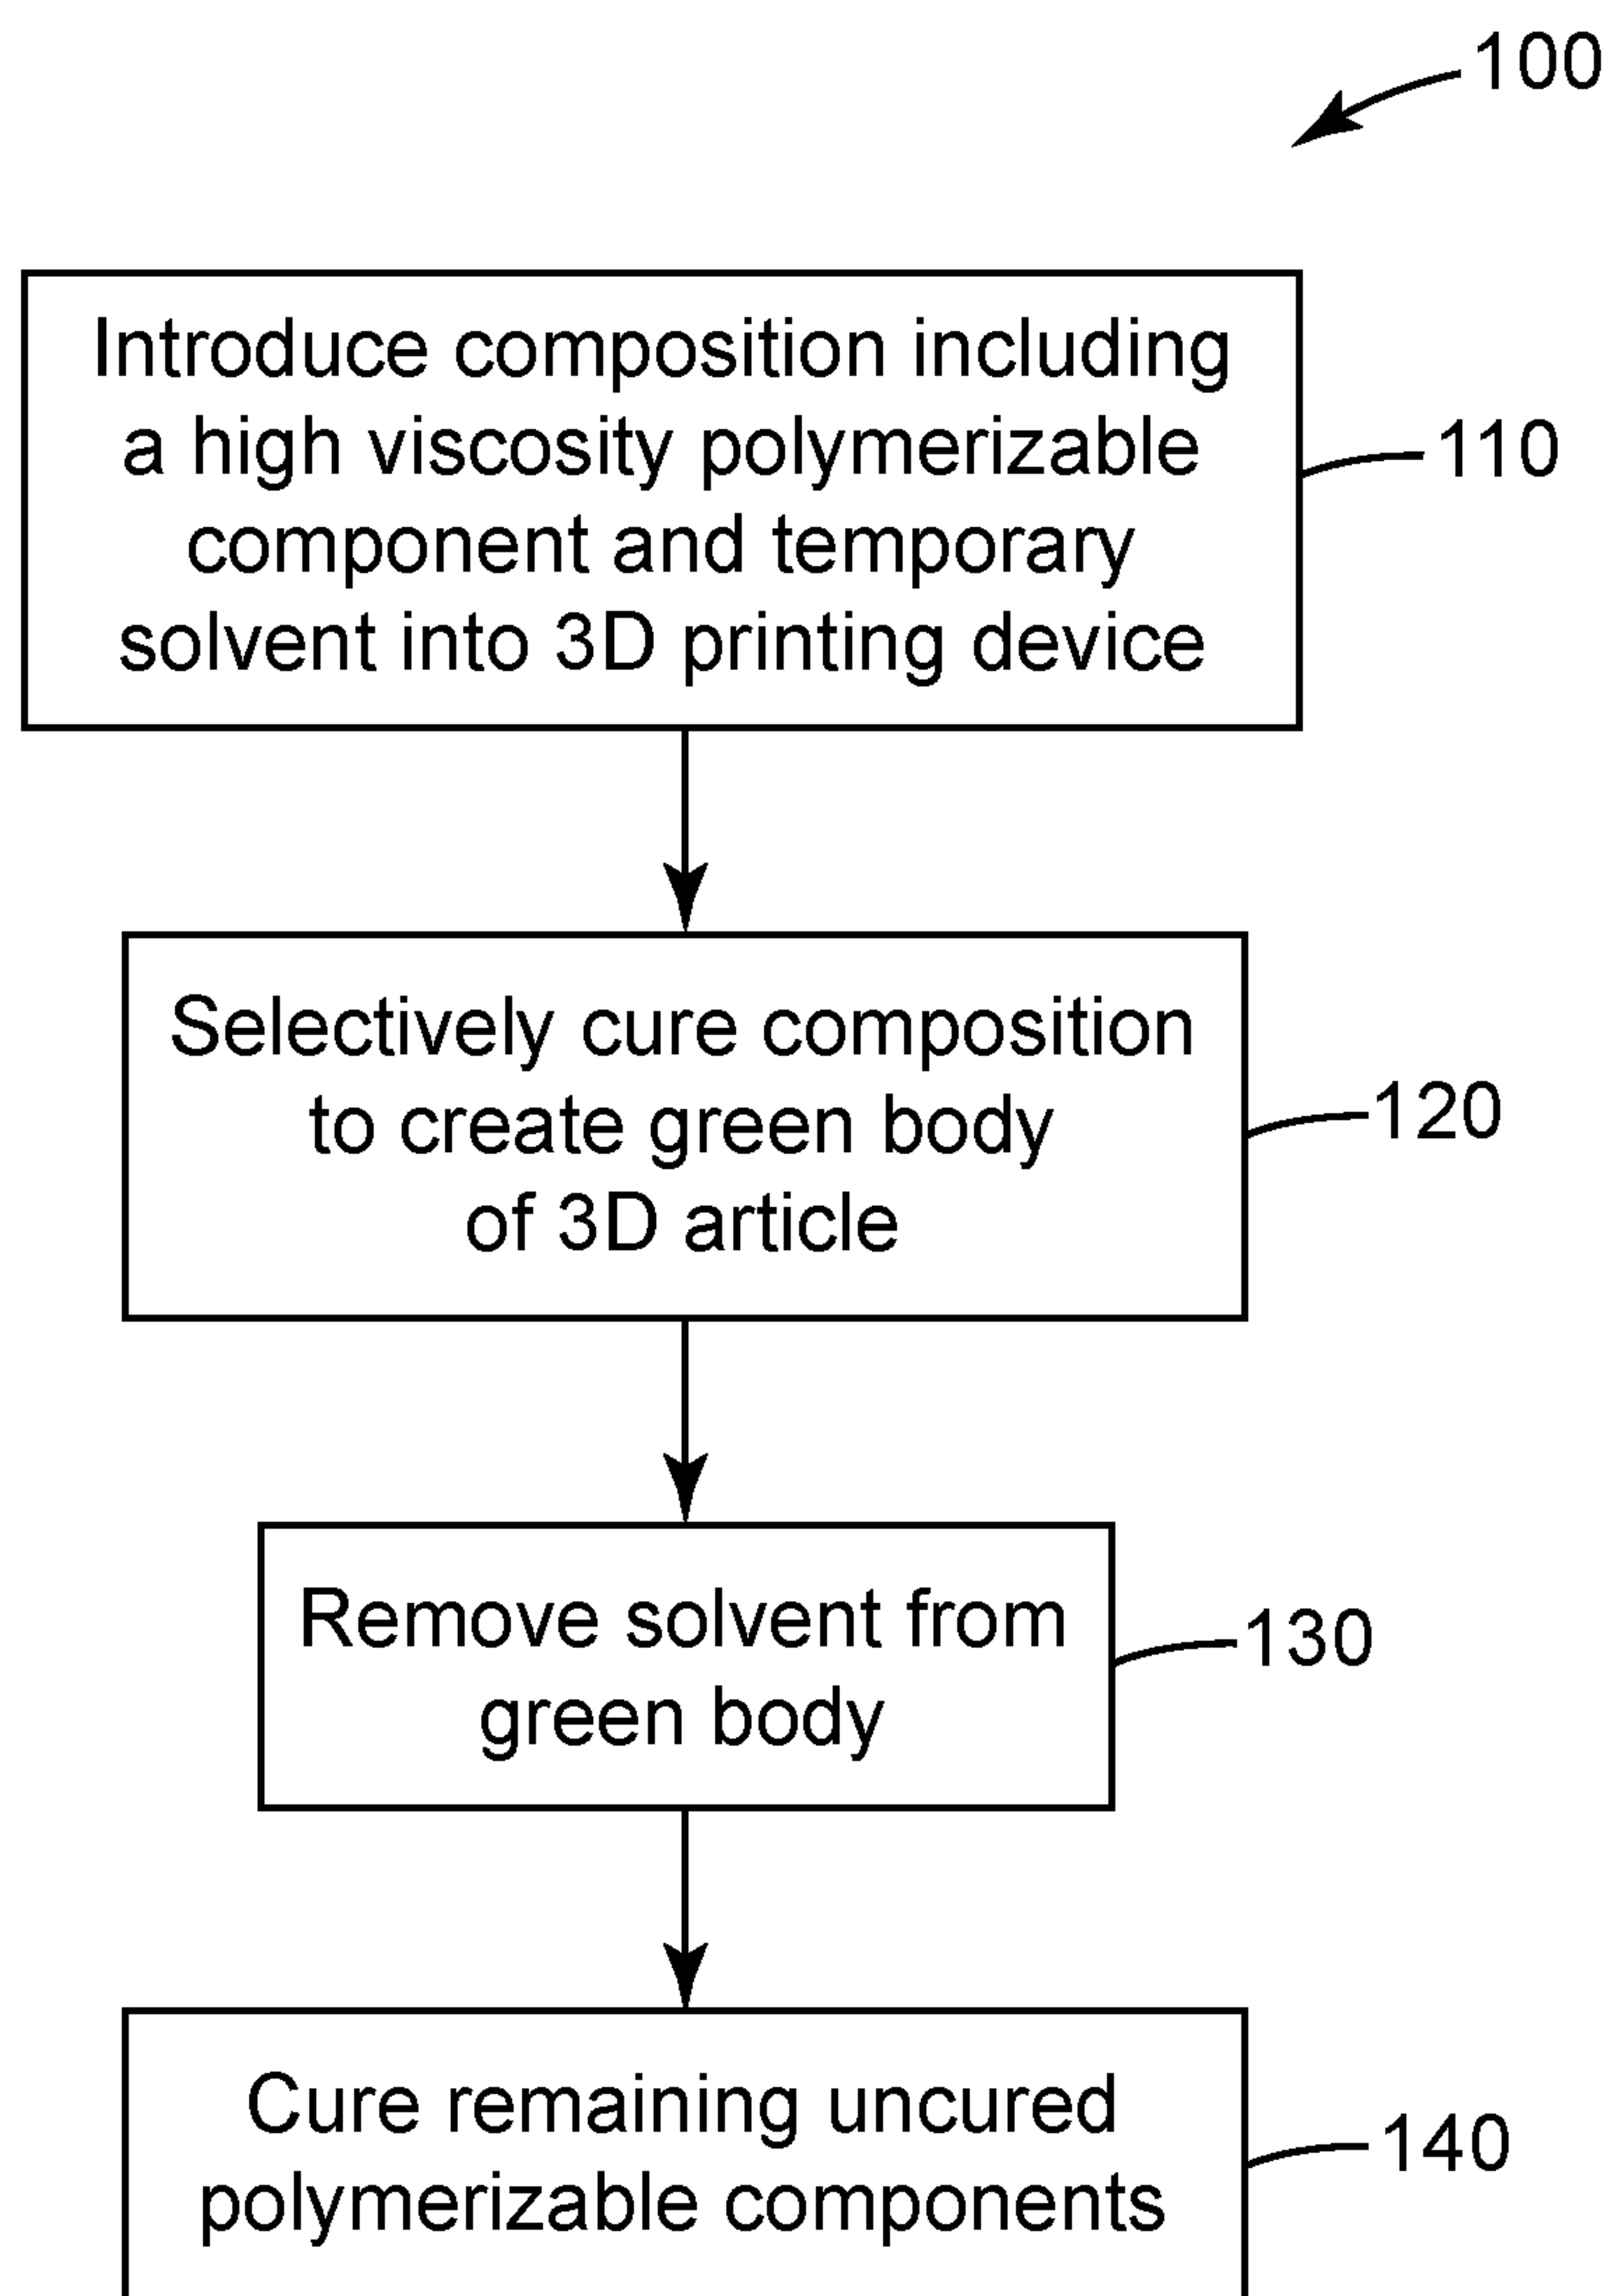 100
Introduce composition including
a high viscosity polymerizable
component and temporary
solvent into 3D printing device
110
Selectively cure composition
to create green body
of 3D article
120
Remove solvent from
green body
130
Cure remaining uncured
polymerizable components
140